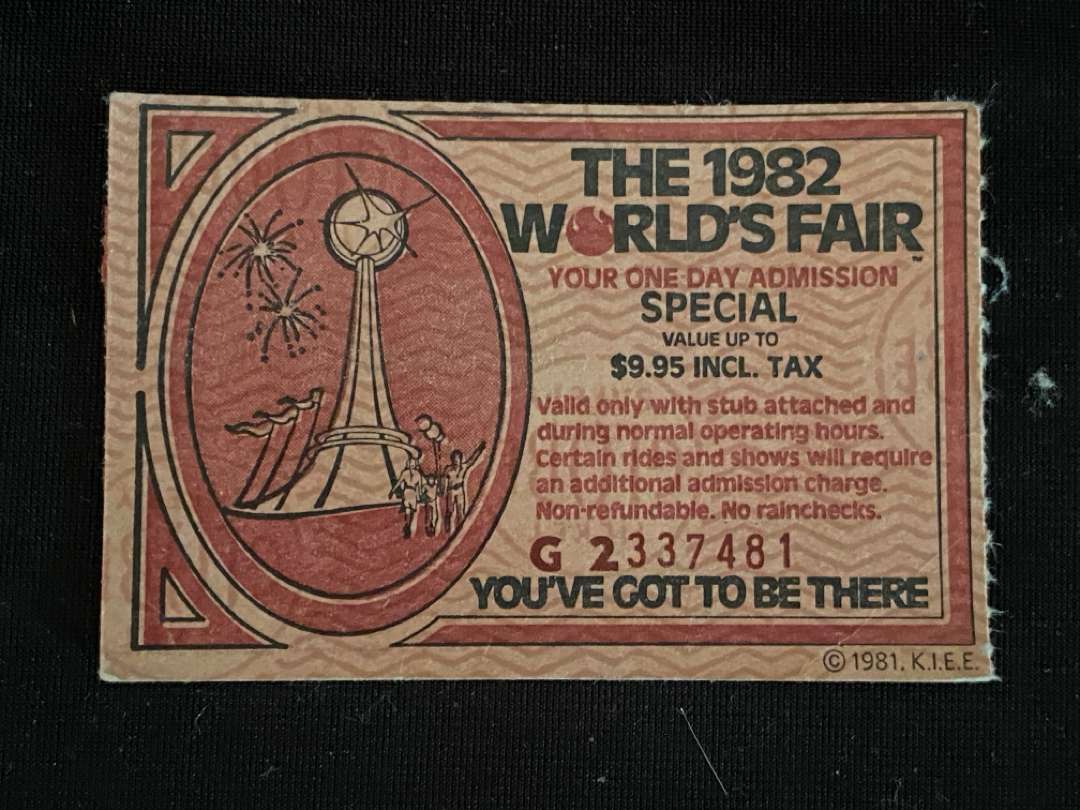 THE 1982
WORLD'S FAIR
™
YOUR ONE DAY ADMISSION
SPECIAL
VALUE UP TO
$9.95 INCL. TAX
Valid only with stub attached and
during normal operating hours.
Certain rides and shows will require
an additional admission charge.
Non-refundable. No rainchecks.
G 2337481
YOU'VE GOT TO BE THERE
© 1981. K.I.E.E.